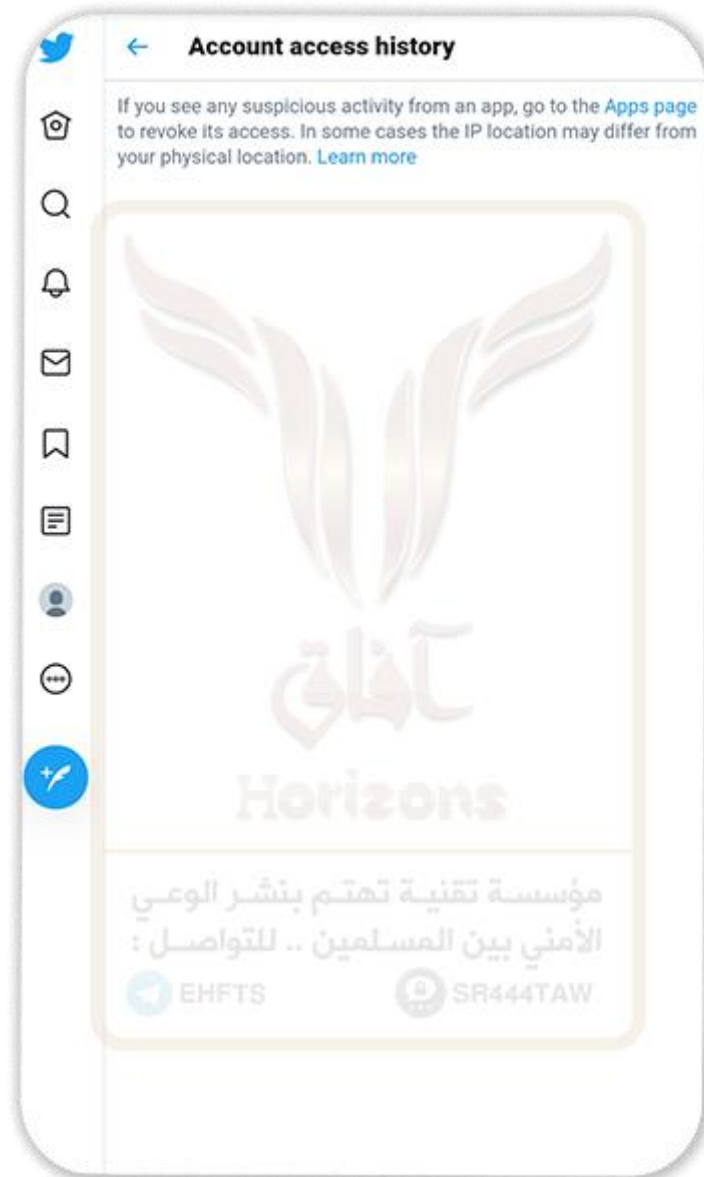 Account access history
If you see any suspicious activity from an app, go to the Apps page
to revoke its access. In some cases the IP location may differ from
your physical location. Learn more
آفاق
Horizons
مؤسسة تقنية تهتم بنشر الوعي
الأمني بين المسلمين .. للتواصل :
EHFTS
SR444TAW